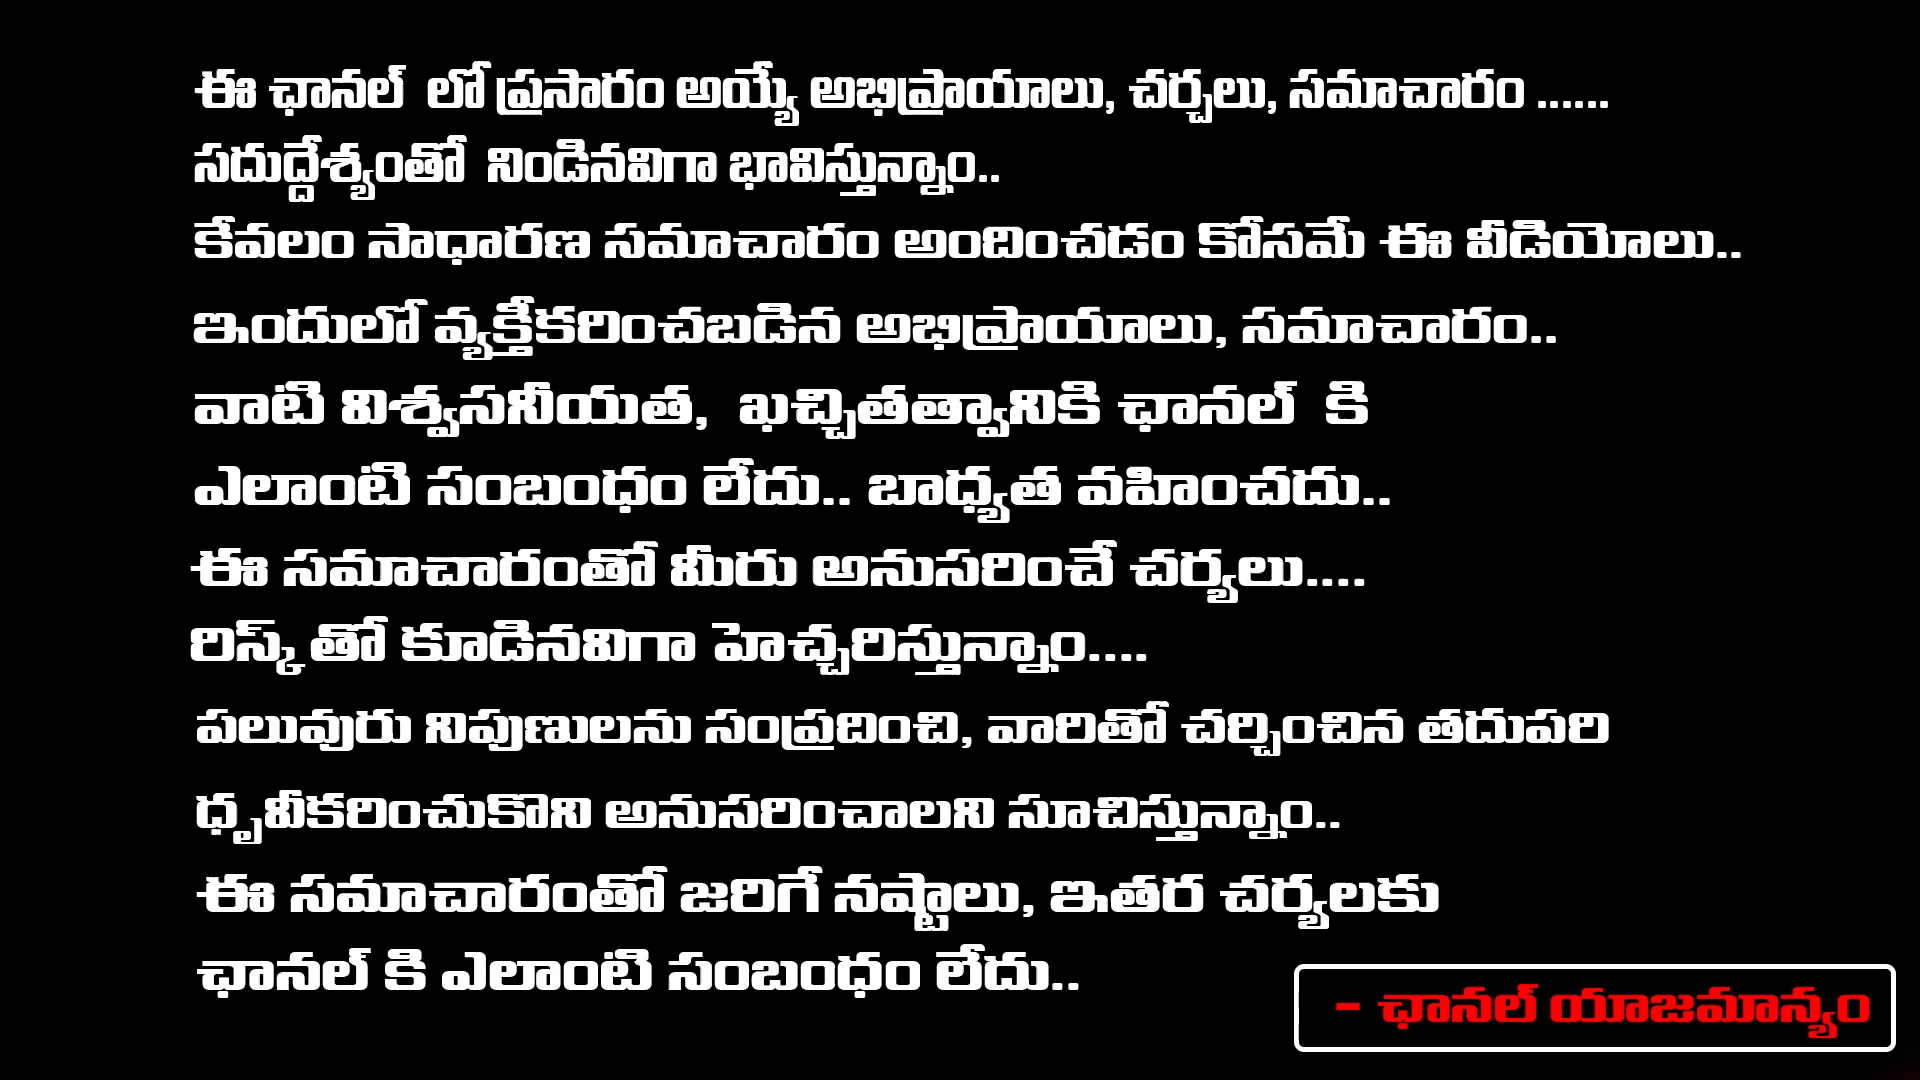 ఈ ఛానల్ లో ప్రసారం అయ్యే అభిప్రాయాలు, చర్చలు, సమాచారం ......
సదుద్దేశ్యంతో నిండినవిగా భావిస్తున్నాం..
కేవలం సాధారణ సమాచారం అందించడం కోసమే ఈ వీడియోలు..
ఇందులో వ్యక్తీకరించబడిన అభిప్రాయాలు, సమాచారం..
వాటి విశ్వసనీయత, ఖచ్చితత్వానికి ఛానల్ కి
ఎలాంటి సంబంధం లేదు.. బాధ్యత వహించదు..
ఈ సమాచారంతో మీరు అనుసరించే చర్యలు....
రిస్క్ తో కూడినవిగా హెచ్చరిస్తున్నాం....
పలువురు నిపుణులను సంప్రదించి, వారితో చర్చించిన తదుపరి
ధృవీకరించుకొని అనుసరించాలని సూచిస్తున్నాం..
ఈ సమాచారంతో జరిగే నష్టాలు, ఇతర చర్యలకు
ఛానల్ కి ఎలాంటి సంబంధం లేదు..
- ఛానల్ యాజమాన్యం